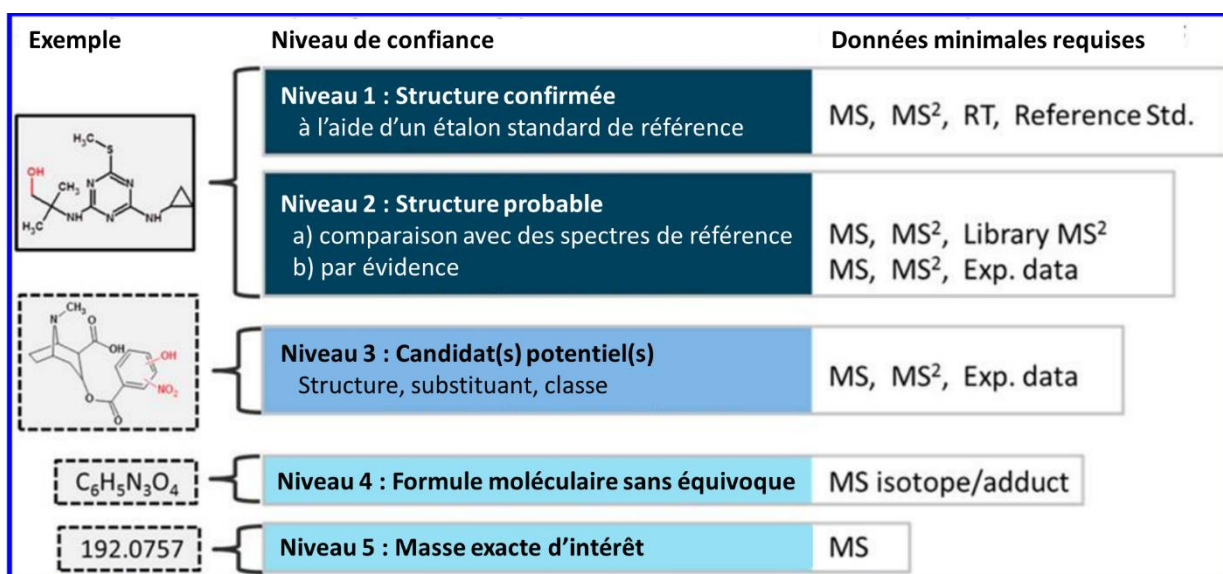 Exemple Niveau de confiance Données minimales requises
Niveau 1 : Structure confirmée
à l’aide d’un étalon standard de référence
MS, MS², RT, Reference Std.
H₃C
S
OH
CH₃
N
N
H₃C
NH
N
NH
Niveau 2 : Structure probable
a) comparaison avec des spectres de référence
b) par évidence
MS, MS², Library MS²
MS, MS², Exp. data
CH₃
N
O
OH
OH
NO₂
O
O
Niveau 3 : Candidat(s) potentiel(s)
Structure, substituant, classe
MS, MS², Exp. data
C₆H₅N₃O₄
Niveau 4 : Formule moléculaire sans équivoque
MS isotope/adduct
192.0757
Niveau 5 : Masse exacte d’intérêt
MS